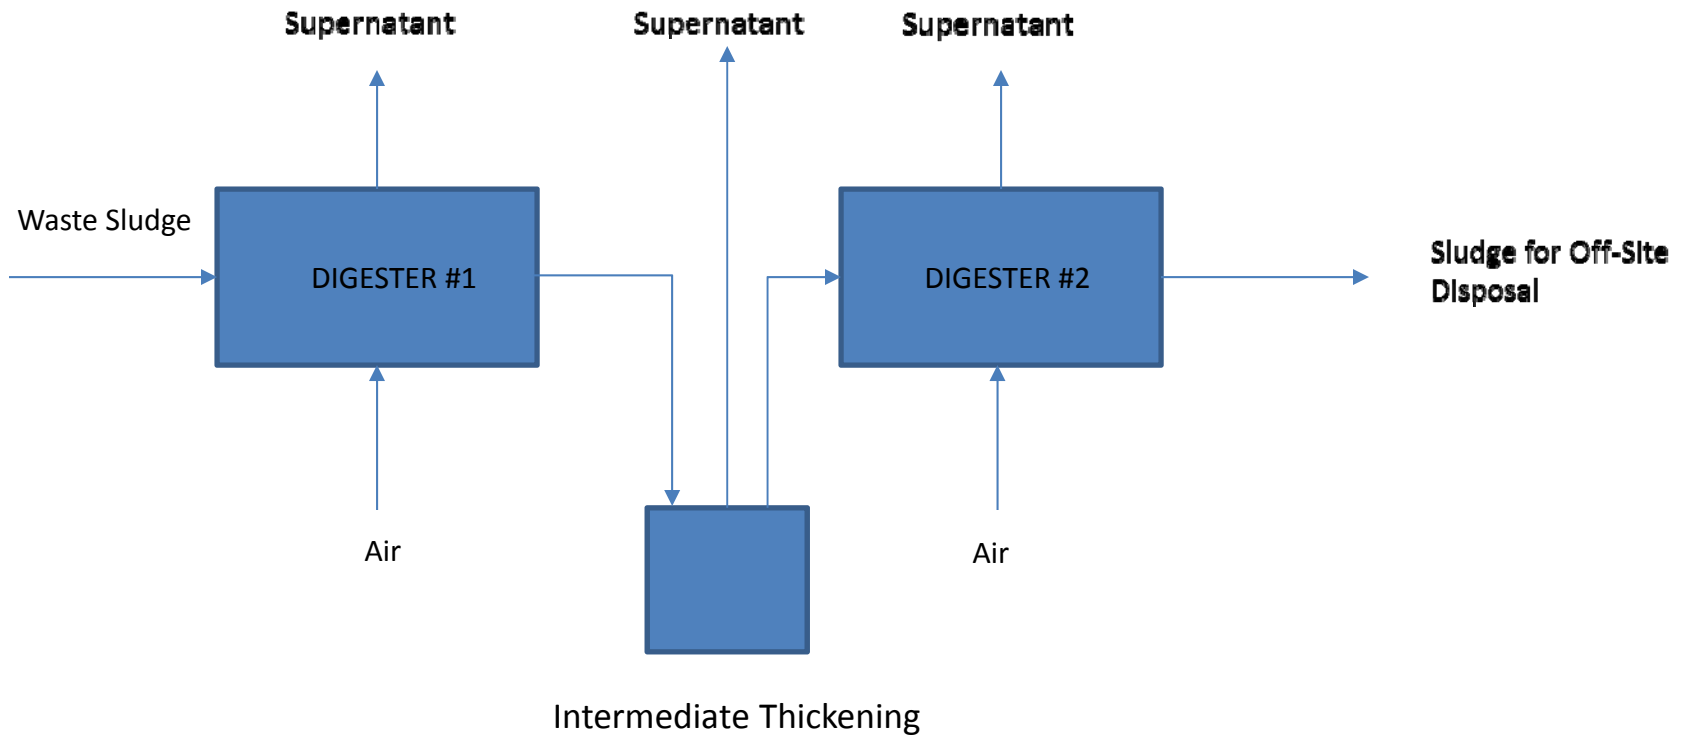 Supernatant
Supernatant
Supernatant
Waste Sludge
DIGESTER #1
DIGESTER #2
Sludge for Off-Site
Disposal
Air
Air
Intermediate Thickening